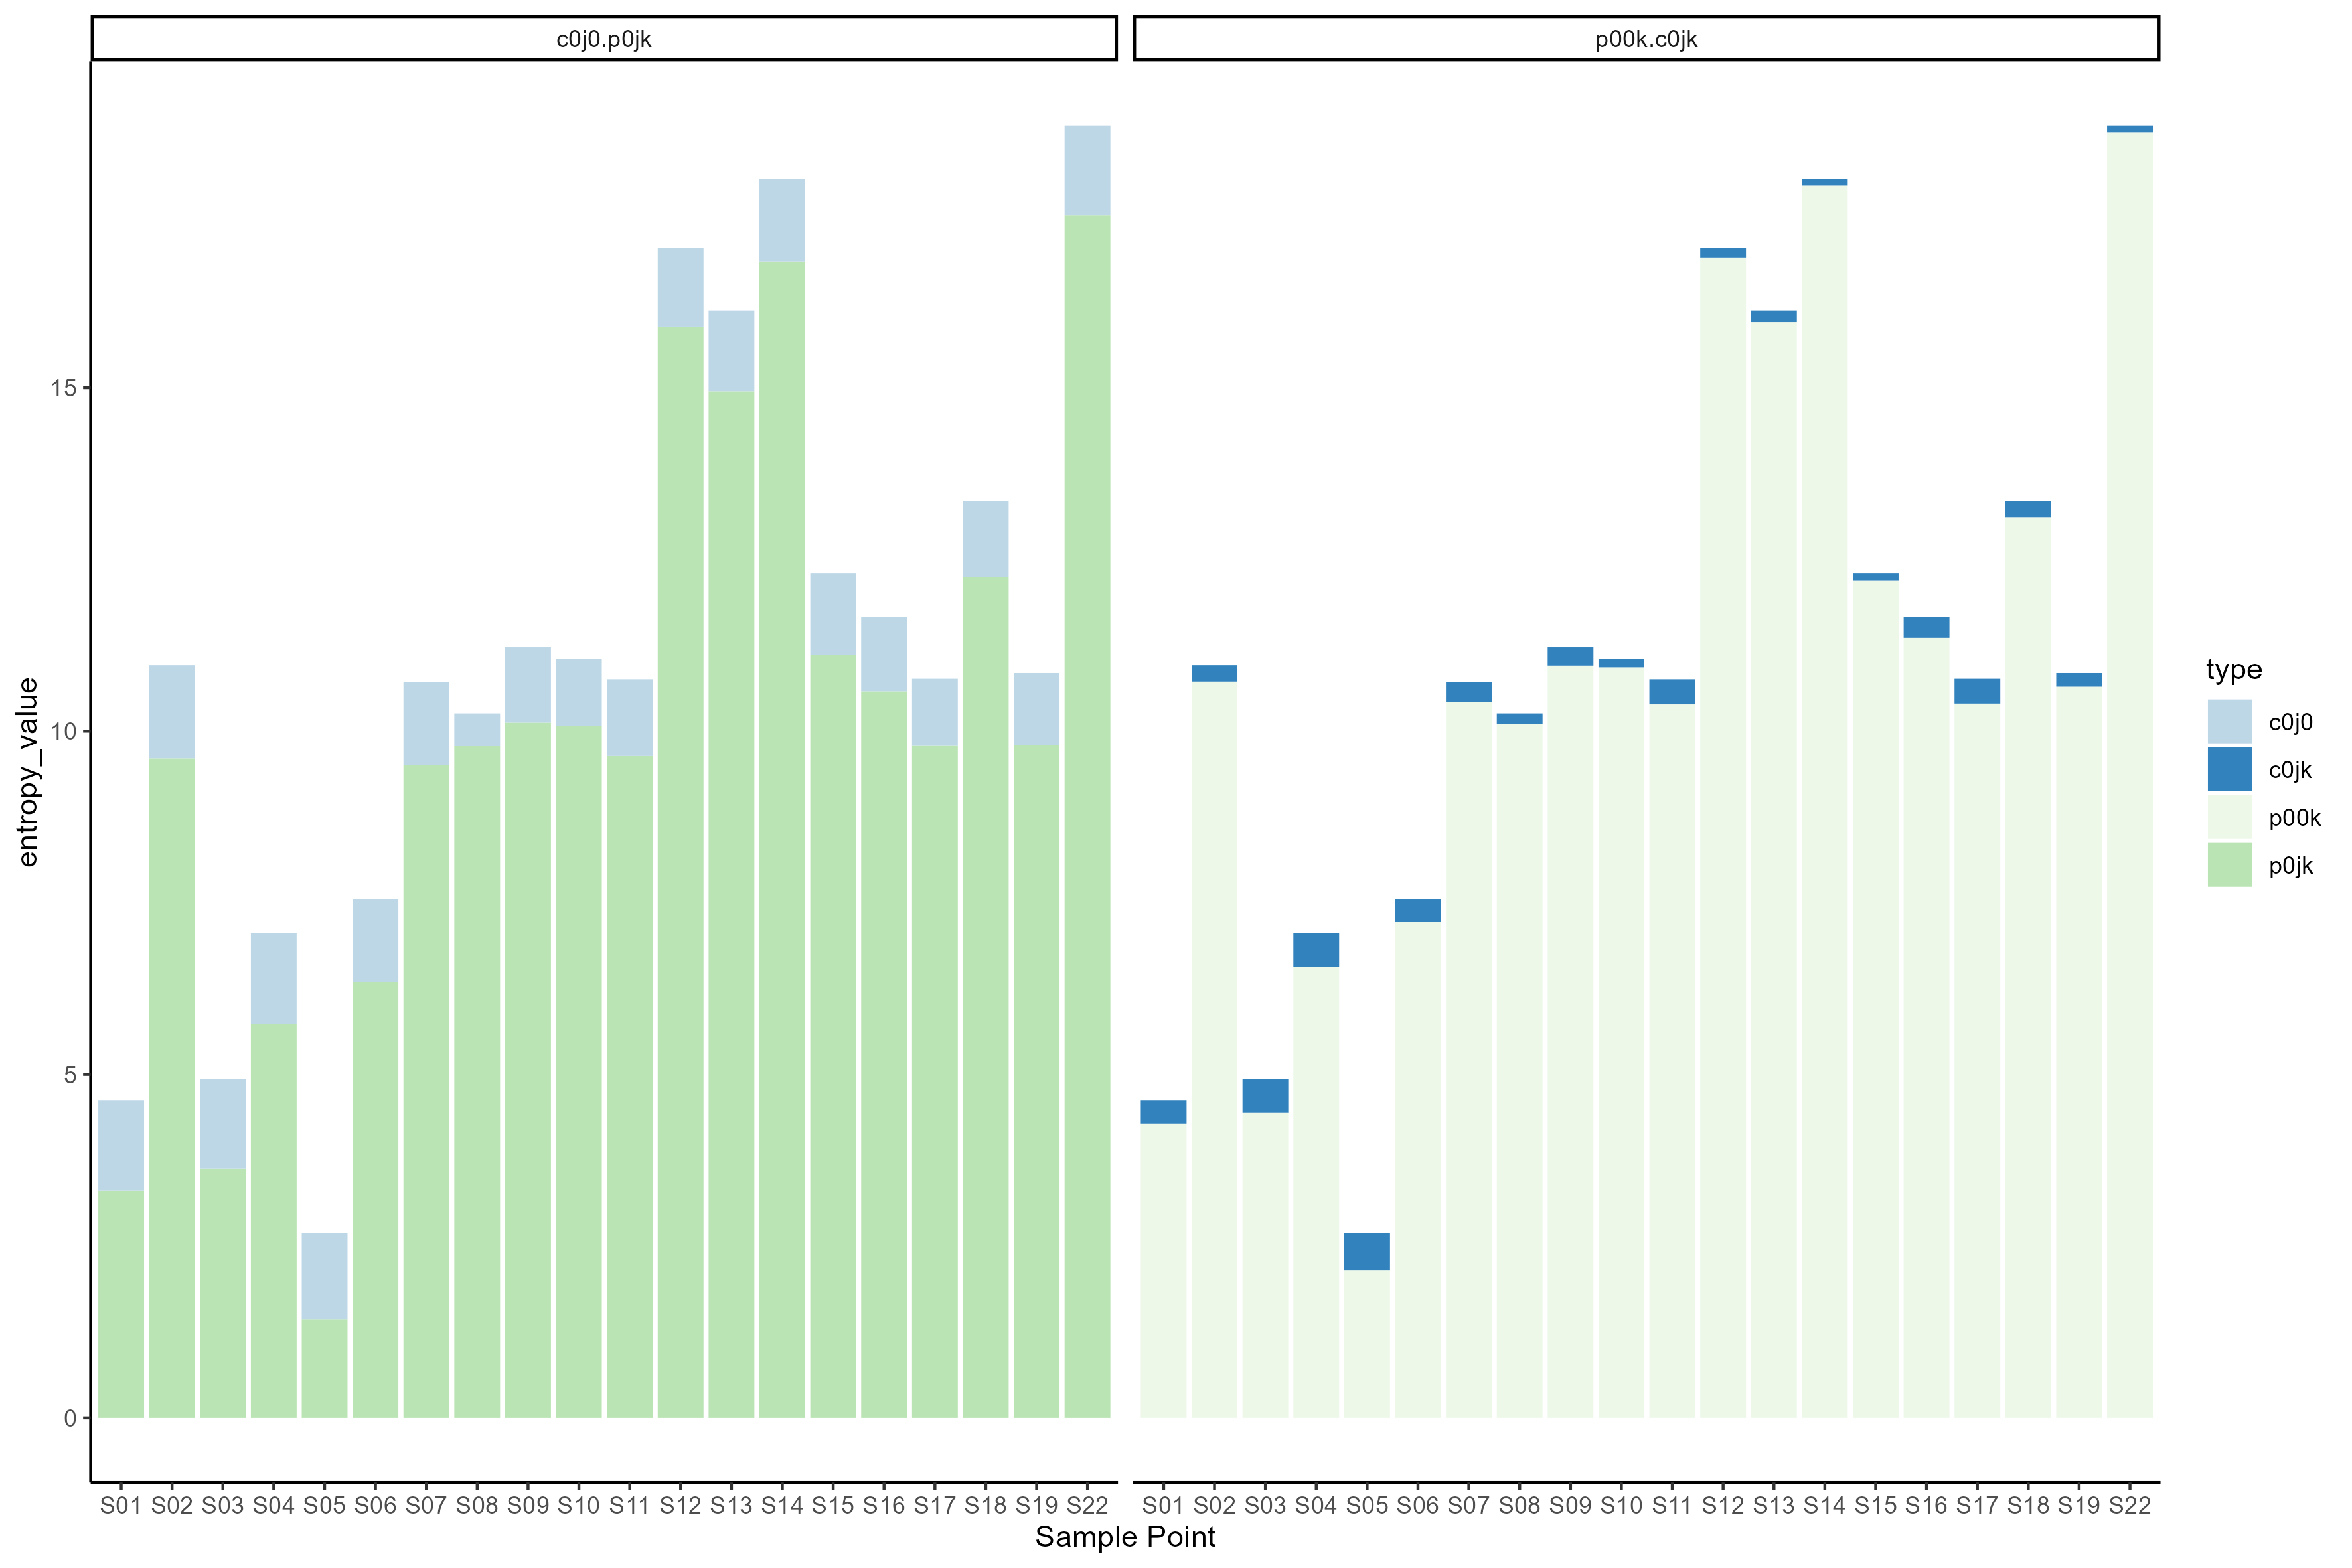 c0j0.p0jk p00k.c0jk
entropy_value
15
10
5
0
S01 S02 S03 S04 S05 S06 S07 S08 S09 S10 S11 S12 S13 S14 S15 S16 S17 S18 S19 S22 S01 S02 S03 S04 S05 S06 S07 S08 S09 S10 S11 S12 S13 S14 S15 S16 S17 S18 S19 S22
Sample Point
type
c0j0
c0jk
p00k
p0jk